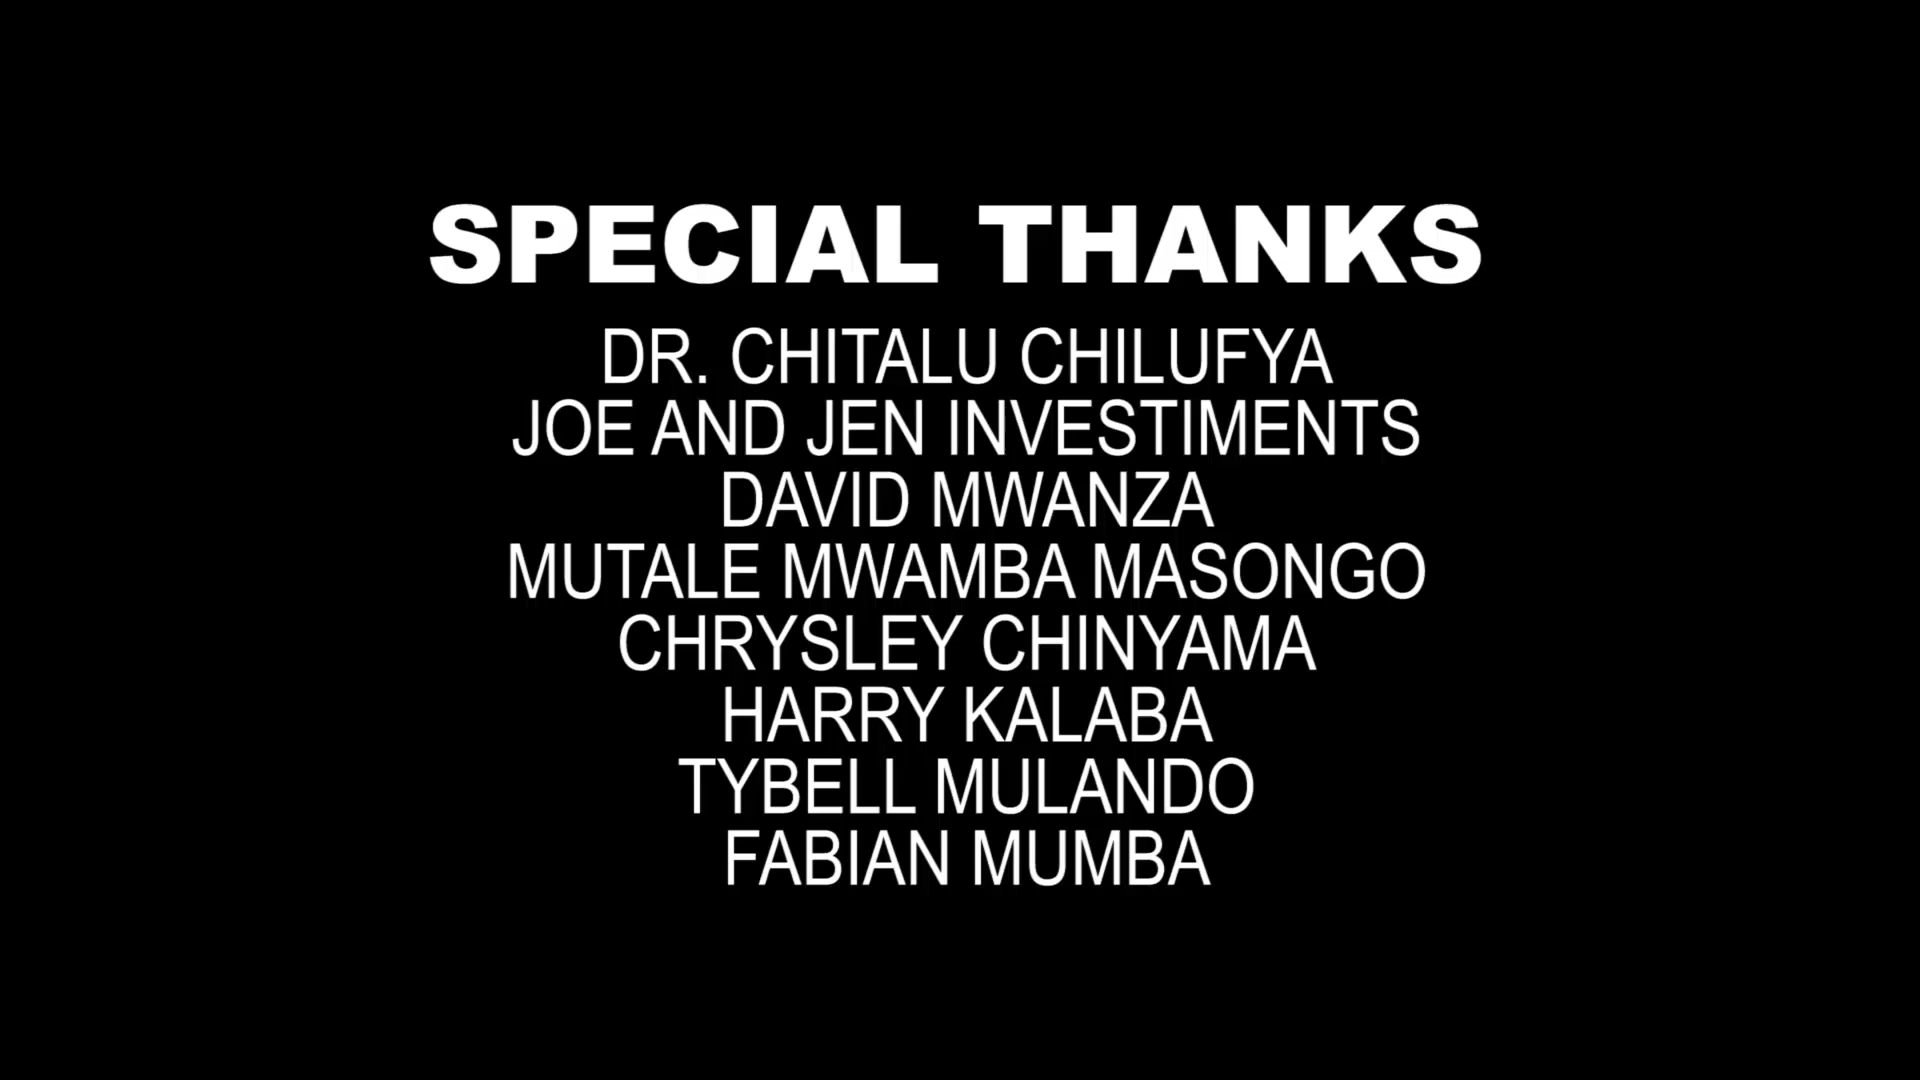 SPECIAL THANKS
DR. CHITALU CHILUFYA
JOE AND JEN INVESTIMENTS
DAVID MWANZA
MUTALE MWAMBA MASONGO
CHRYSLEY CHINYAMA
HARRY KALABA
TYBELL MULANDO
FABIAN MUMBA